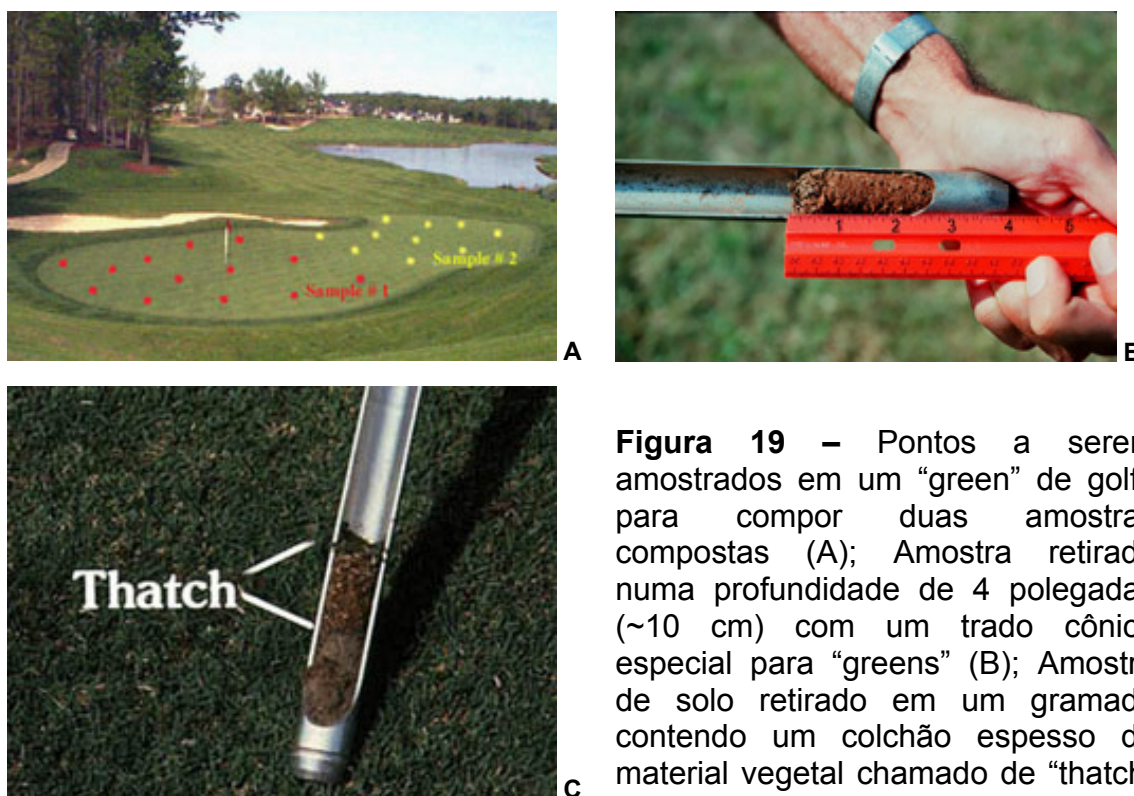 Sample # 2
Sample # 1
A
1 2 3 4 5
B
Thatch
C
Figura 19 – Pontos a sere
amostrados em um “green” de golf
para compor duas amostra
compostas (A); Amostra retirad
numa profundidade de 4 polegada
(~10 cm) com um trado cônic
especial para “greens” (B); Amostr
de solo retirado em um gramad
contendo um colchão espesso d
material vegetal chamado de “thatch